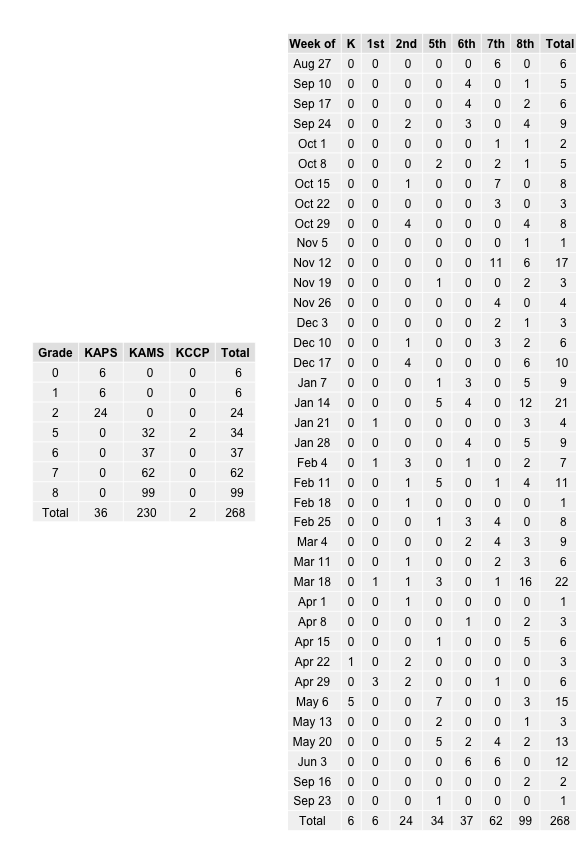 Grade KAPS KAMS KCCP Total
0 6 0 0 6
1 6 0 0 6
2 24 0 0 24
5 0 32 2 34
6 0 37 0 37
7 0 62 0 62
8 0 99 0 99
Total 36 230 2 268
Week of K 1st 2nd 5th 6th 7th 8th Total
Aug 27 0 0 0 0 0 6 0 6
Sep 10 0 0 0 0 4 0 1 5
Sep 17 0 0 0 0 4 0 2 6
Sep 24 0 0 2 0 3 0 4 9
Oct 1 0 0 0 0 0 1 1 2
Oct 8 0 0 0 2 0 2 1 5
Oct 15 0 0 1 0 0 7 0 8
Oct 22 0 0 0 0 0 3 0 3
Oct 29 0 0 4 0 0 0 4 8
Nov 5 0 0 0 0 0 0 1 1
Nov 12 0 0 0 0 0 11 6 17
Nov 19 0 0 0 1 0 0 2 3
Nov 26 0 0 0 0 0 4 0 4
Dec 3 0 0 0 0 0 2 1 3
Dec 10 0 0 1 0 0 3 2 6
Dec 17 0 0 4 0 0 0 6 10
Jan 7 0 0 0 1 3 0 5 9
Jan 14 0 0 0 5 4 0 12 21
Jan 21 0 1 0 0 0 0 3 4
Jan 28 0 0 0 0 4 0 5 9
Feb 4 0 1 3 0 1 0 2 7
Feb 11 0 0 1 5 0 1 4 11
Feb 18 0 0 1 0 0 0 0 1
Feb 25 0 0 0 1 3 4 0 8
Mar 4 0 0 0 0 2 4 3 9
Mar 11 0 0 1 0 0 2 3 6
Mar 18 0 1 1 3 0 1 16 22
Apr 1 0 0 1 0 0 0 0 1
Apr 8 0 0 0 0 1 0 2 3
Apr 15 0 0 0 1 0 0 5 6
Apr 22 1 0 2 0 0 0 0 3
Apr 29 0 3 2 0 0 1 0 6
May 6 5 0 0 7 0 0 3 15
May 13 0 0 0 2 0 0 1 3
May 20 0 0 0 5 2 4 2 13
Jun 3 0 0 0 0 6 6 0 12
Sep 16 0 0 0 0 0 0 2 2
Sep 23 0 0 0 1 0 0 0 1
Total 6 6 24 34 37 62 99 268